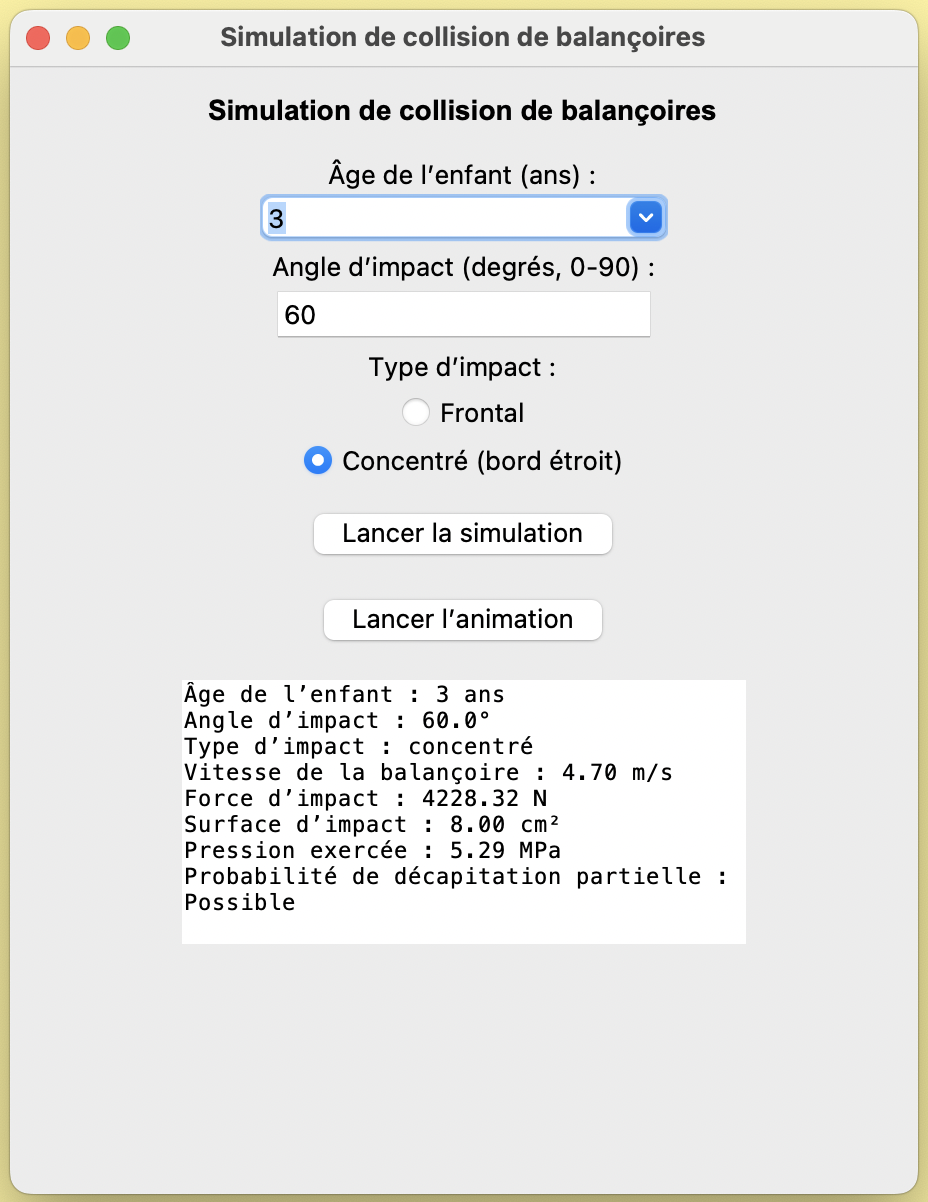 Simulation de collision de balançoires
Simulation de collision de balançoires
Âge de l’enfant (ans) :
3
Angle d’impact (degrés, 0-90) :
60
Type d’impact :
Frontal
Concentré (bord étroit)
Lancer la simulation
Lancer l’animation
Âge de l’enfant : 3 ans
Angle d’impact : 60.0°
Type d’impact : concentré
Vitesse de la balançoire : 4.70 m/s
Force d’impact : 4228.32 N
Surface d’impact : 8.00 cm²
Pression exercée : 5.29 MPa
Probabilité de décapitation partielle :
Possible